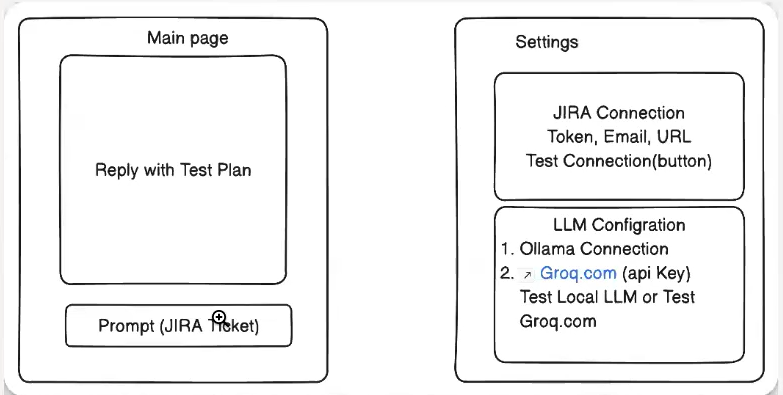 Main page
Reply with Test Plan
Prompt (JIRA Ticket)
Settings
JIRA Connection
Token, Email, URL
Test Connection(button)
LLM Configration
1. Ollama Connection
2. ↗ Groq.com (api Key)
Test Local LLM or Test
Groq.com